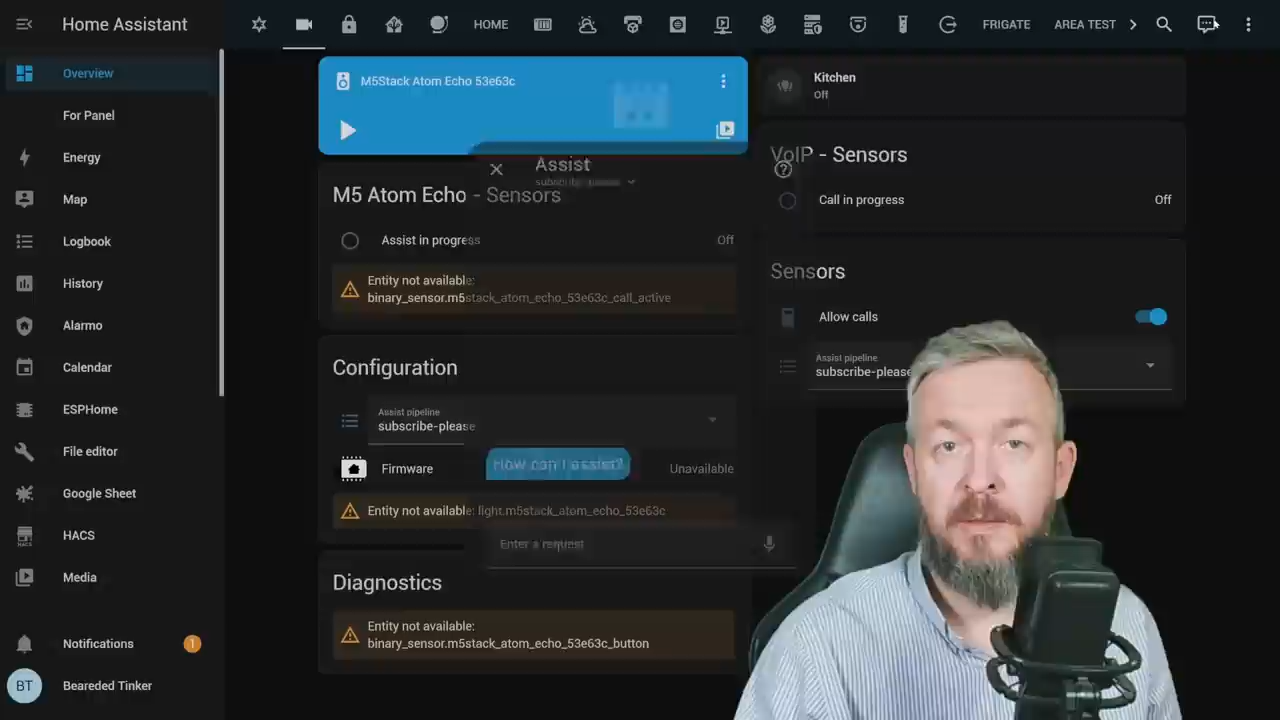 Home Assistant
HOME
FRIGATE
AREA TEST
Overview
For Panel
Energy
Map
Logbook
History
Alarmo
Calendar
ESPHome
File editor
Google Sheet
HACS
HACS
Media
Notifications
1
BT
Beareded Tinker
M5Stack Atom Echo 53e63c
Assist
subscribe-please
M5 Atom Echo - Sensors
Assist in progress
Off
Entity not available:
binary_sensor.m5stack_atom_echo_53e63c_call_active
Configuration
Assist pipeline
subscribe-please
Firmware
Unavailable
How can I assist?
Entity not available: light.m5stack_atom_echo_53e63c
Enter a request
Diagnostics
Entity not available:
binary_sensor.m5stack_atom_echo_53e63c_button
Kitchen
Off
VoIP - Sensors
Call in progress
Off
Sensors
Allow calls
Assist pipeline
subscribe-please